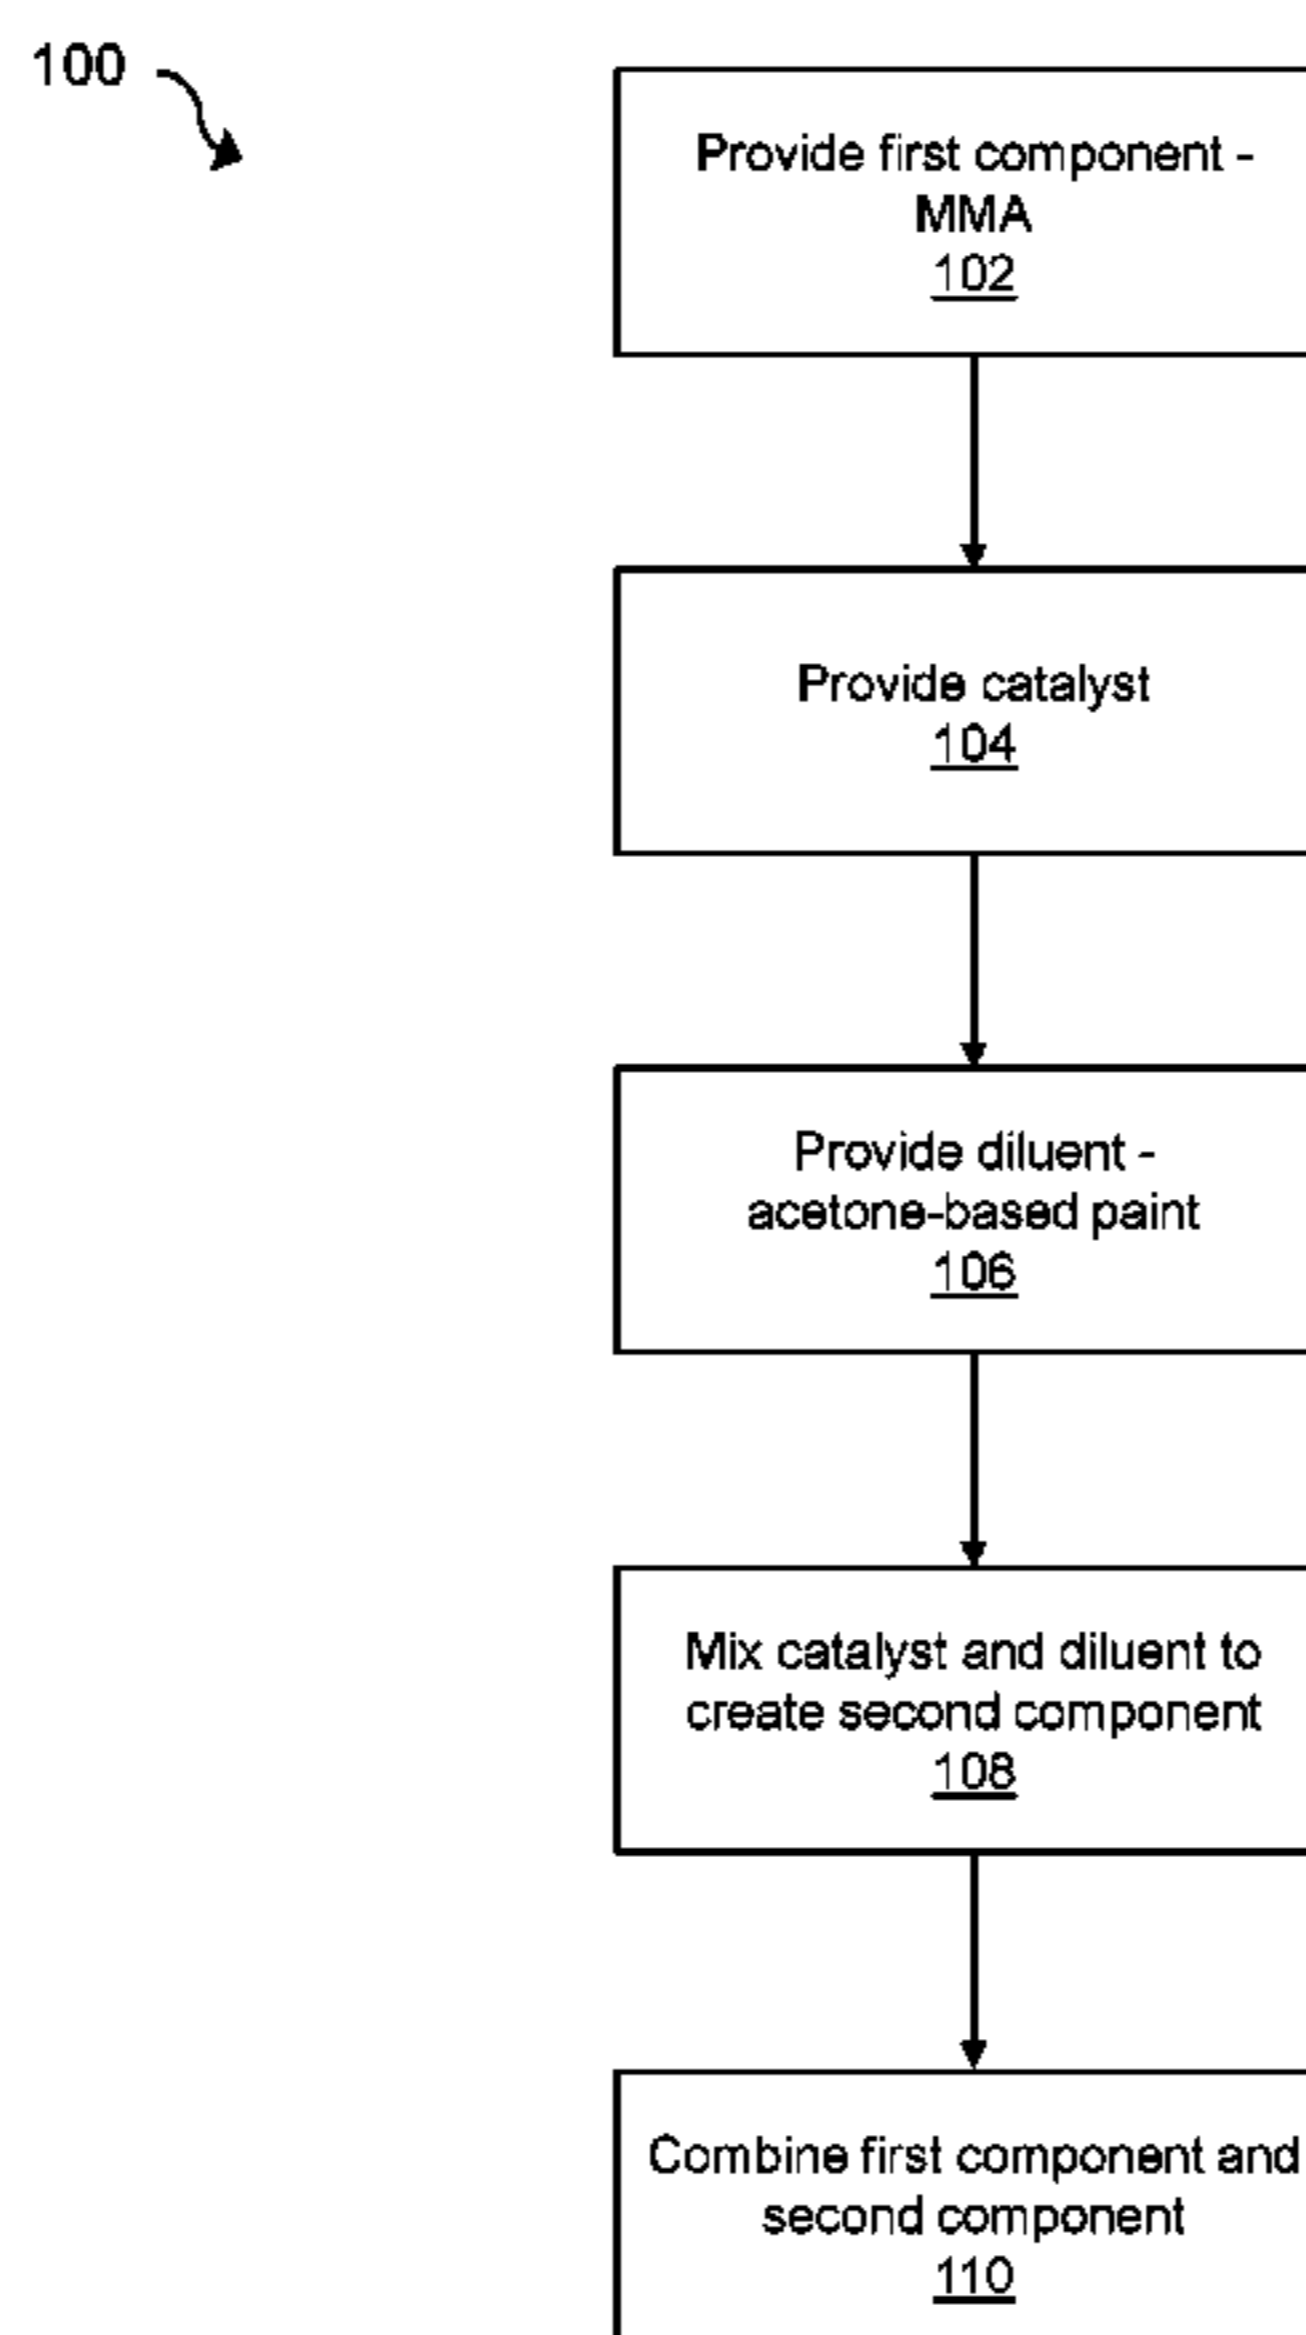 100
Provide first component -
MMA
102
Provide catalyst
104
Provide diluent -
acetone-based paint
106
Mix catalyst and diluent to
create second component
108
Combine first component and
second component
110